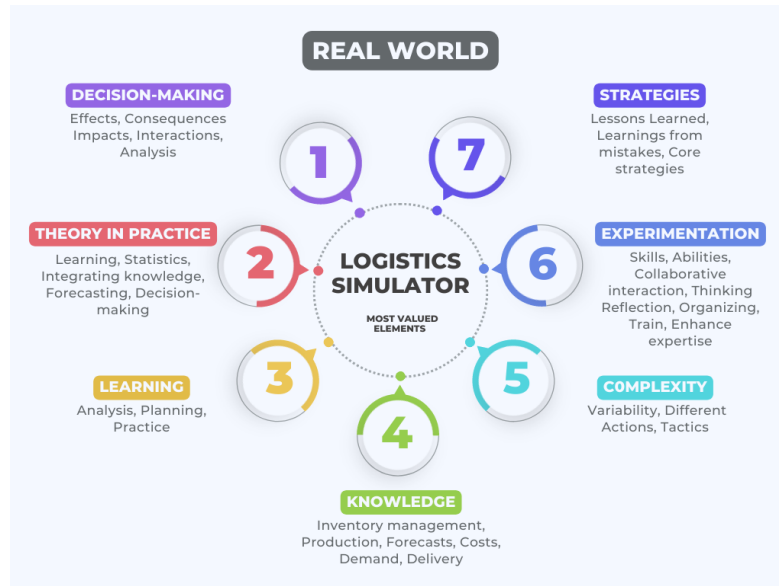 REAL WORLD
DECISION-MAKING
Effects, Consequences
Impacts, Interactions,
Analysis
1
THEORY IN PRACTICE
Learning, Statistics,
Integrating knowledge,
Forecasting, Decision-
making
2
LEARNING
Analysis, Planning,
Practice
3
KNOWLEDGE
Inventory management,
Production, Forecasts, Costs,
Demand, Delivery
4
C0MPLEXITY
Variability, Different
Actions, Tactics
5
EXPERIMENTATION
Skills, Abilities,
Collaborative
interaction, Thinking
Reflection, Organizing,
Train, Enhance
expertise
6
STRATEGIES
Lessons Learned,
Learnings from
mistakes, Core
strategies
7
LOGISTICS
SIMULATOR
MOST VALUED
ELEMENTS